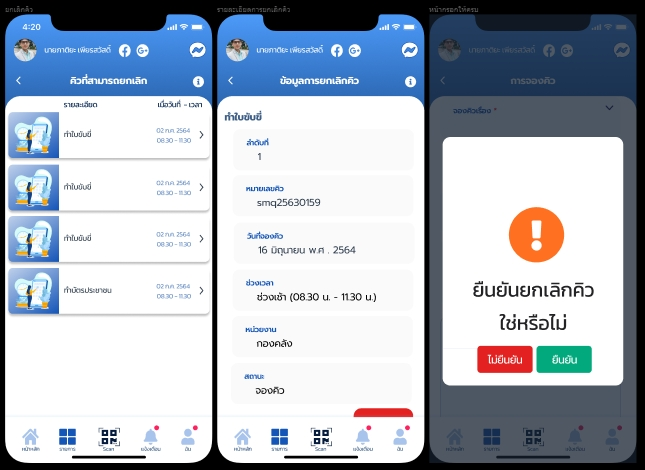 ยกเลิกคิว
4:20
นายภาติยะ เพียรสวัสดิ์
คิวที่สามารถยกเลิก
รายละเอียด
เมื่อวันที่ - เวลา
ทำใบขับขี่
02 ก.ค. 2564
08.30 - 11.30
ทำใบขับขี่
02 ก.ค. 2564
08.30 - 11.30
ทำใบขับขี่
02 ก.ค. 2564
08.30 - 11.30
ทำบัตรประชาชน
02 ก.ค. 2564
08.30 - 11.30
หน้าหลัก
รายการ
Scan
แจ้งเตือน
ฉัน
รายละเอียดการยกเลิกคิว
นายภาติยะ เพียรสวัสดิ์
ข้อมูลการยกเลิกคิว
ทำใบขับขี่
ลำดับที่
1
หมายเลขคิว
smq25630159
วันที่จองคิว
16 มิถุนายน พ.ศ . 2564
ช่วงเวลา
ช่วงเช้า (08.30 น. - 11.30 น.)
หน่วยงาน
กองคลัง
สถานะ
จองคิว
หน้าหลัก
รายการ
Scan
แจ้งเตือน
ฉัน
หน้ากรอกให้ครบ
นายภาติยะ เพียรสวัสดิ์
การจองคิว
จองคิวเรื่อง *
ยืนยันยกเลิกคิว
ใช่หรือไม่
ไม่ยืนยัน
ยืนยัน
หน้าหลัก
รายการ
Scan
แจ้งเตือน
ฉัน